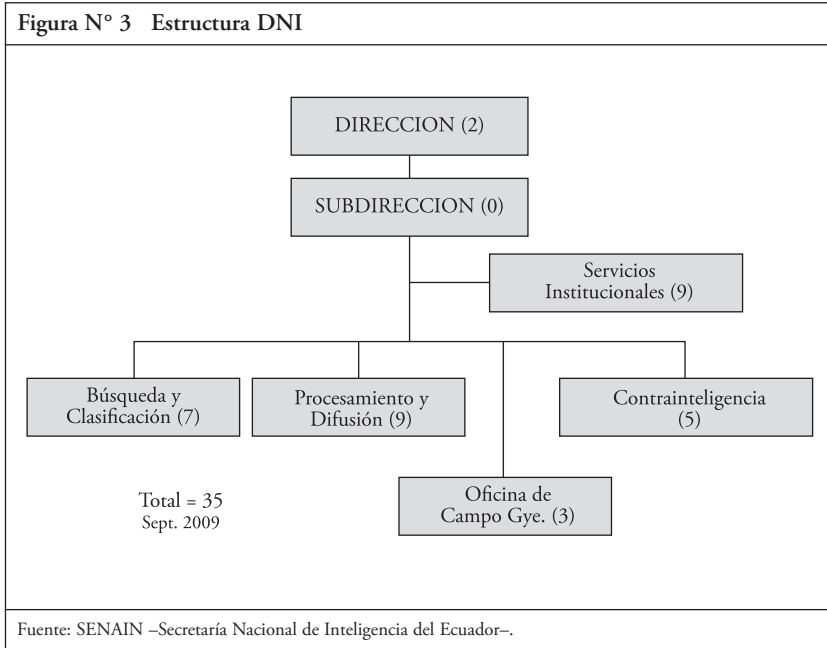 Figura N° 3 Estructura DNI
DIRECCION (2)
SUBDIRECCION (0)
Servicios
Institucionales (9)
Búsqueda y
Clasificación (7)
Procesamiento y
Difusión (9)
Contrainteligencia
(5)
Oficina de
Campo Gye. (3)
Total = 35
Sept. 2009
Fuente: SENAIN –Secretaría Nacional de Inteligencia del Ecuador–.